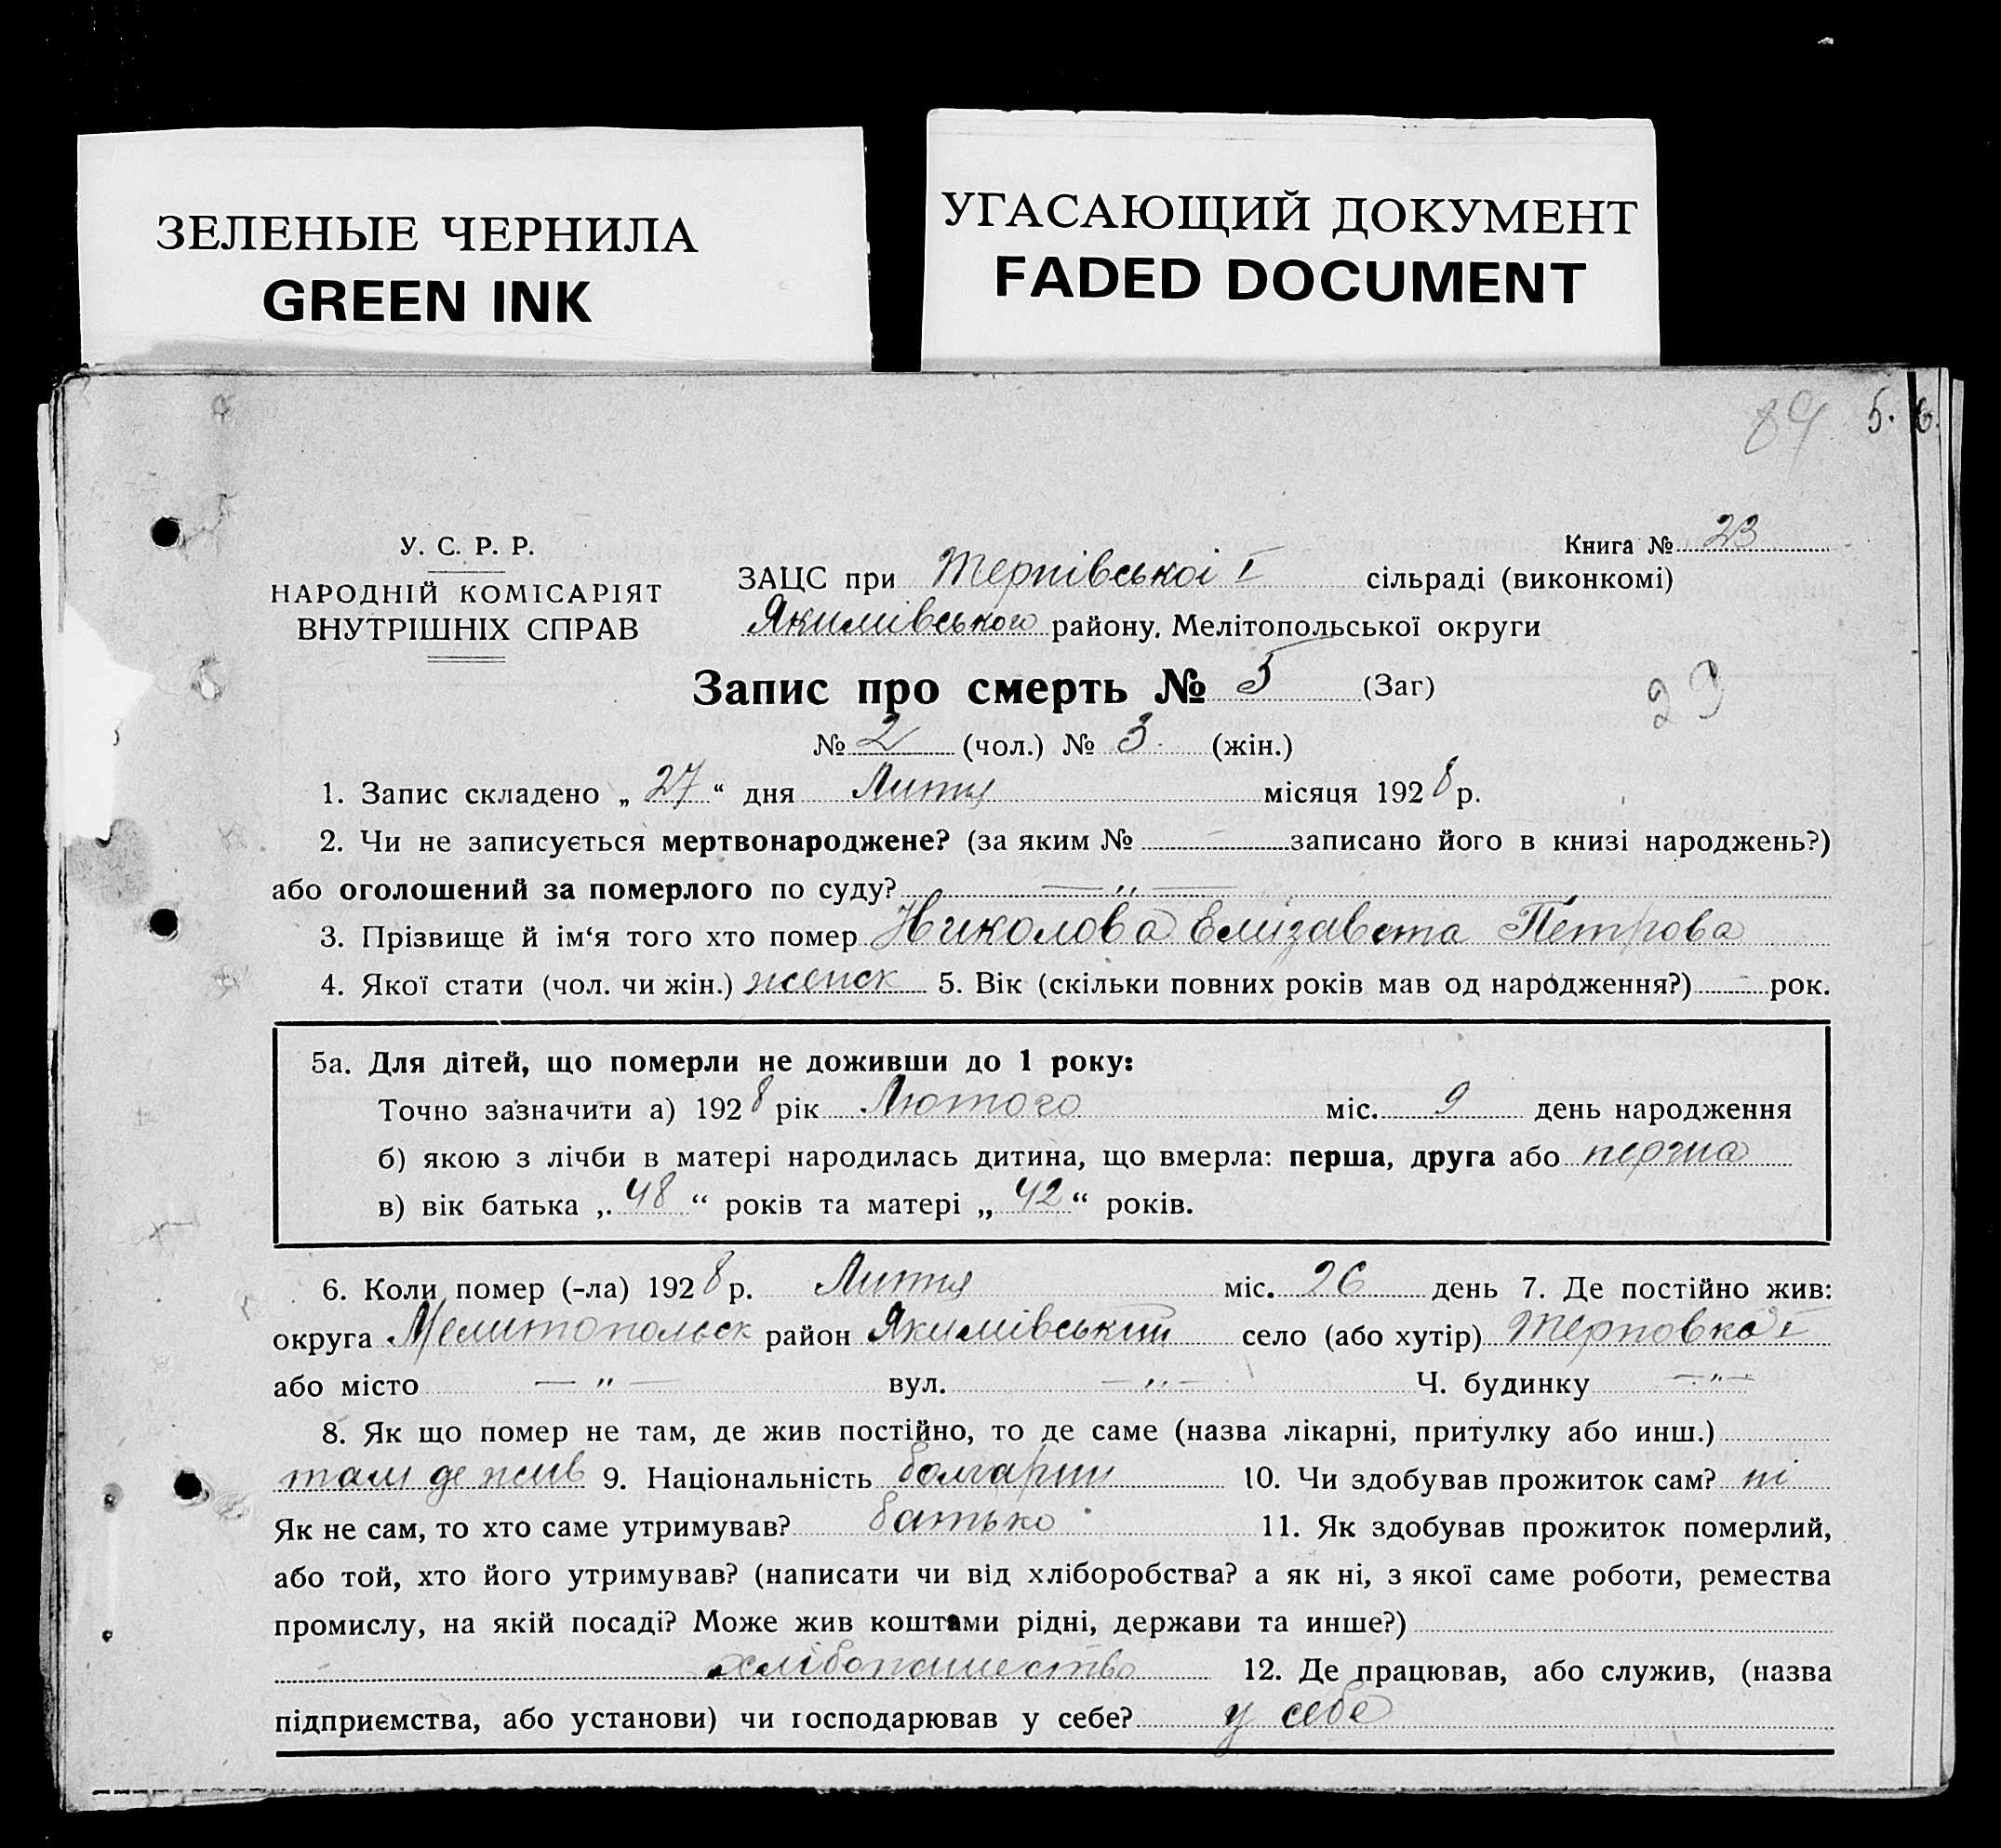 ЗЕЛЕНЫЕ ЧЕРНИЛА
GREEN INK
УГАСАЮЩИЙ ДОКУМЕНТ
FADED DOCUMENT
89 5. 6.
У. С. Р. Р.
НАРОДНІЙ КОМІСАРІЯТ
ВНУТРІШНІХ СПРАВ
Книга № 23
ЗАЦС при Терпівської I сільраді (виконкомі)
Якимівського району, Мелітопольської округи
Запис про смерть № 5 (Заг)
29
№ 2 (чол.) № 3 (жін.)
1. Запис складено „ 27 “ дня Липня місяця 1928 р.
2. Чи не записується мертвонароджене? (за яким № — записано його в книзі народжень?)
або оголошений за померлого по суду? — „ —
3. Прізвище й ім‘я того хто помер Николова Елизавета Петрова
4. Якої стати (чол. чи жін.) женск 5. Вік (скільки повних років мав од народження?) - рок.
5а. Для дітей, що померли не доживши до 1 року:
Точно зазначити а) 1928 рік Лютого міс. 9 день народження
б) якою з лічби в матері народилась дитина, що вмерла: перша, друга або перша
в) вік батька „ 48 “ років та матері „ 42 “ років.
6. Коли помер (-ла) 1928 р. Липня міс. 26 день 7. Де постійно жив:
округа Мелитопольск район Якимівський село (або хутір) Терповка I
або місто — „ — вул. — „ — Ч. будинку — „ —
8. Як що помер не там, де жив постійно, то де саме (назва лікарні, притулку або инш.)
там де жив 9. Національність болгарин 10. Чи здобував прожиток сам? ні
Як не сам, то хто саме утримував? батько 11. Як здобував прожиток померлий,
або той, хто його утримував? (написати чи від хліборобства? а як ні, з якої саме роботи, ремества
промислу, на якій посаді? Може жив коштами рідні, держави та инше?)
хлібопашество 12. Де працював, або служив, (назва
підприємства, або установи) чи господарював у себе? у себе